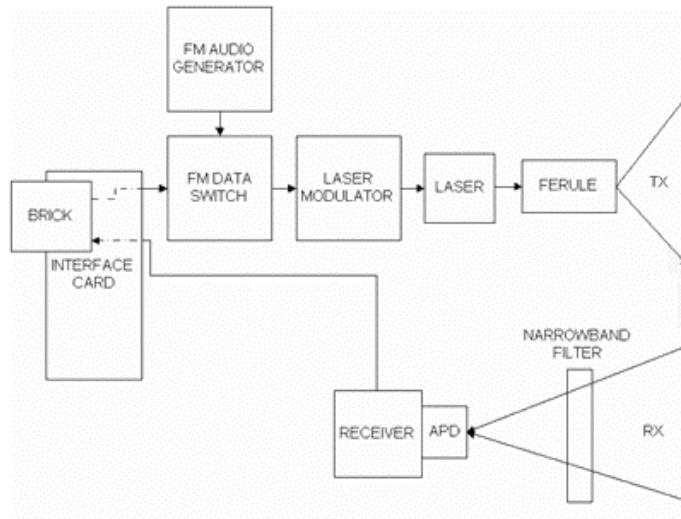 FM AUDIO
GENERATOR
FM DATA
SWITCH
LASER
MODULATOR
LASER
FERULE
TX
BRICK
INTERFACE
CARD
NARROWBAND
FILTER
RECEIVER
APD
RX